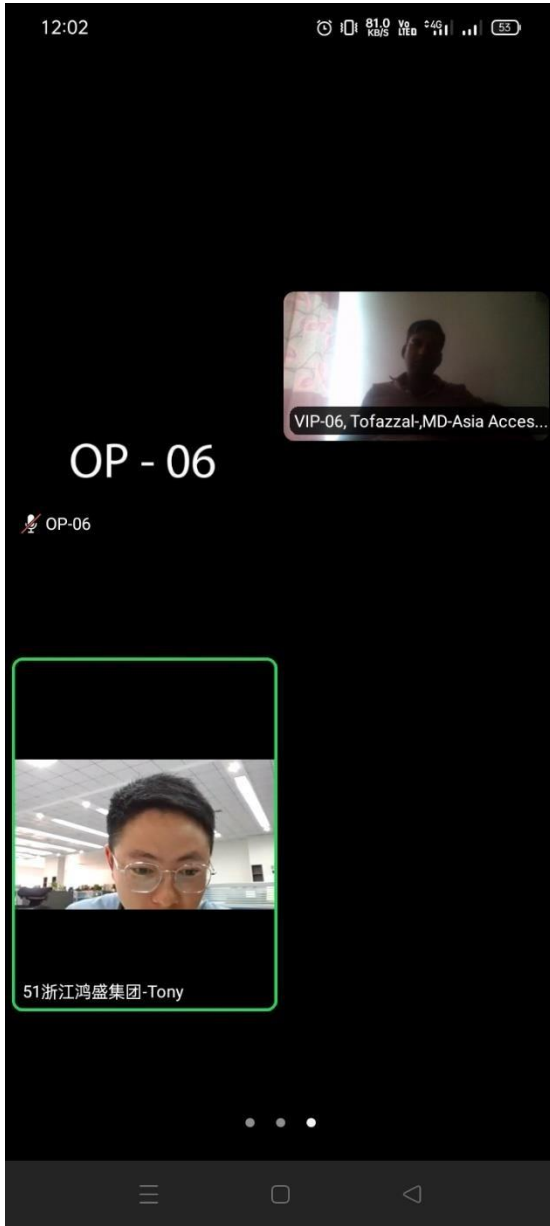 12:02
81.0 KB/S
Vo LTED
4G
53
VIP-06, Tofazzal-,MD-Asia Acces...
OP - 06
OP-06
51浙江鸿盛集团-Tony